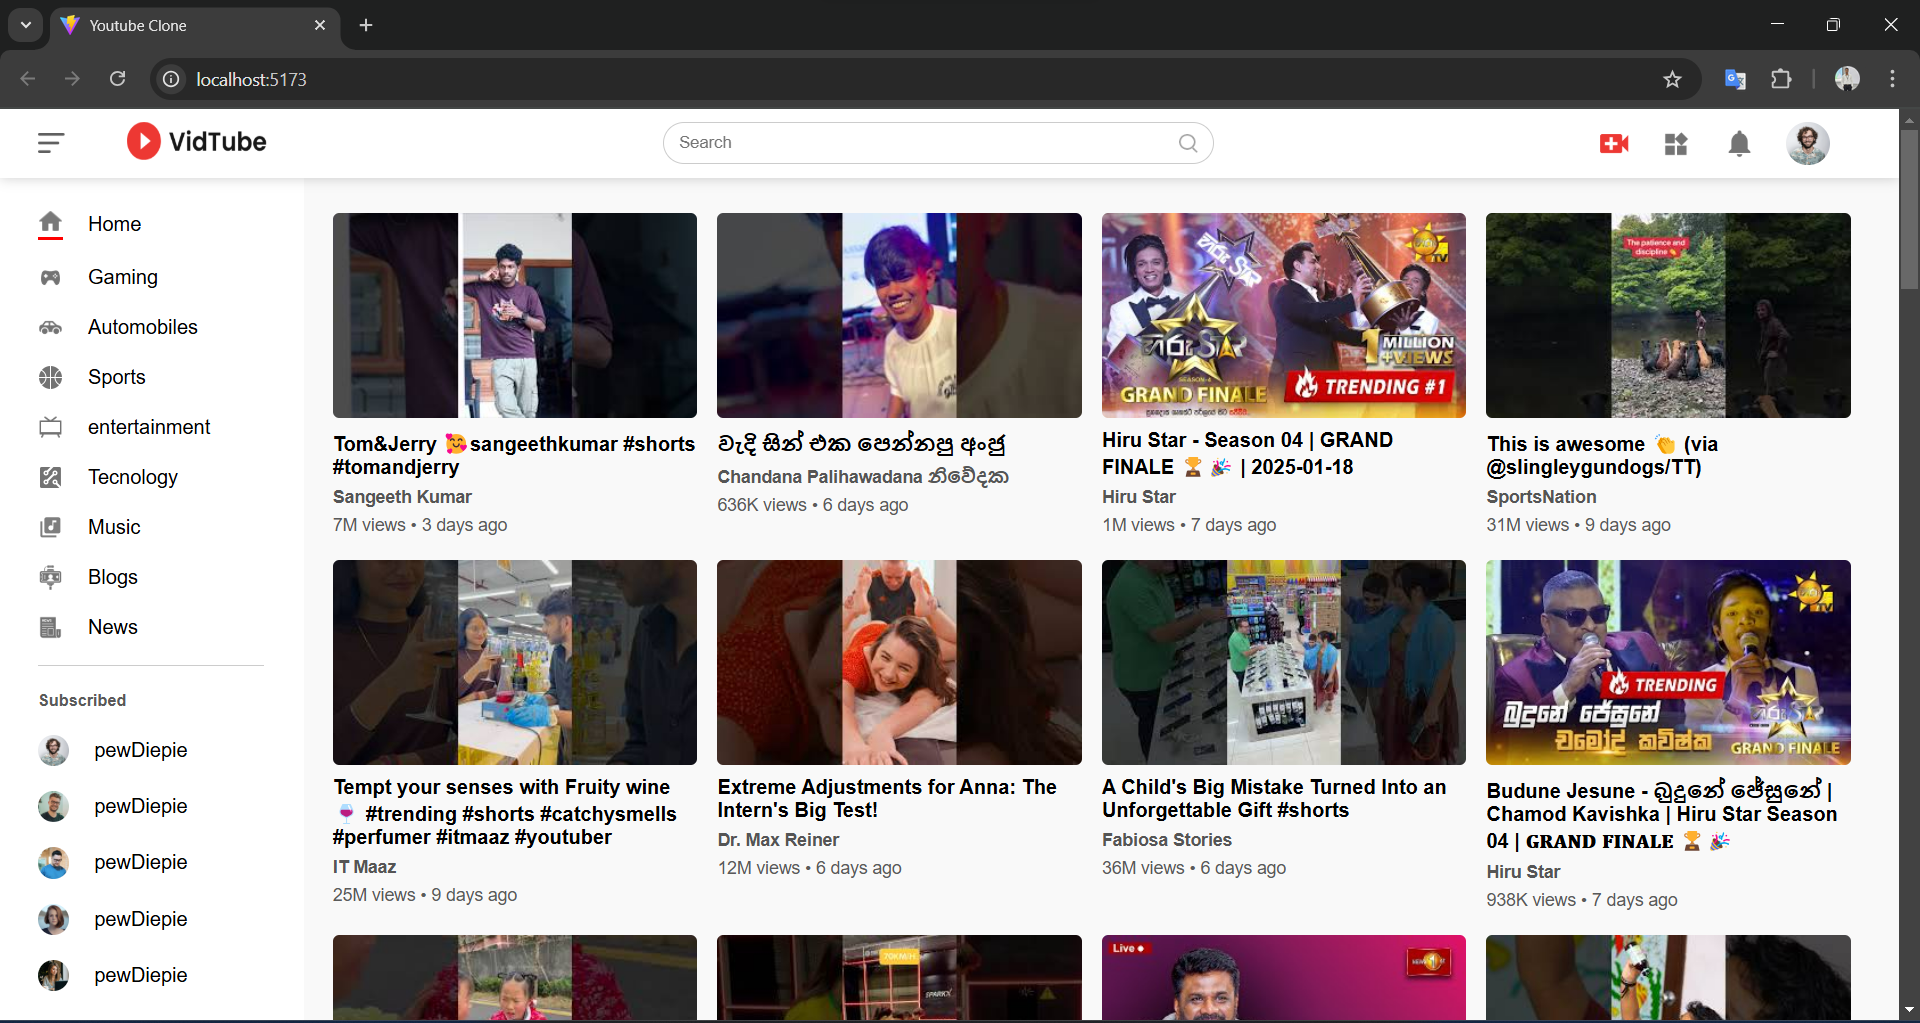 Youtube Clone
localhost:5173
VidTube
Search
Home
Gaming
Automobiles
Sports
entertainment
Tecnology
Music
Blogs
News
Subscribed
pewDiepie
pewDiepie
pewDiepie
pewDiepie
pewDiepie
Tom&Jerry 🥰sangeethkumar #shorts
#tomandjerry
Sangeeth Kumar
7M views • 3 days ago
වැදි සින් එක පෙන්නපු අංජු
Chandana Palihawadana නිවේදක
636K views • 6 days ago
හිරු STAR
SEASON 4
GRAND FINALE
1 MILLION
+VIEWS
TRENDING #1
Hiru Star - Season 04 | GRAND
FINALE 🏆 🎉 | 2025-01-18
Hiru Star
1M views • 7 days ago
The patience and
discipline
This is awesome 👏 (via
@slingleygundogs/TT)
SportsNation
31M views • 9 days ago
Tempt your senses with Fruity wine
🍷 #trending #shorts #catchysmells
#perfumer #itmaaz #youtuber
IT Maaz
25M views • 9 days ago
Extreme Adjustments for Anna: The
Intern's Big Test!
Dr. Max Reiner
12M views • 6 days ago
A Child's Big Mistake Turned Into an
Unforgettable Gift #shorts
Fabiosa Stories
36M views • 6 days ago
TRENDING
බුදුනේ ජේසුනේ
චමෝද් කවිෂ්ක
GRAND FINALE
Budune Jesune - බුදුනේ ජේසුනේ |
Chamod Kavishka | Hiru Star Season
04 | 𝐆𝐑𝐀𝐍𝐃 𝐅𝐈𝐍𝐀𝐋𝐄 🏆 🎉
Hiru Star
938K views • 7 days ago
70KM/H
SPARKX
Live